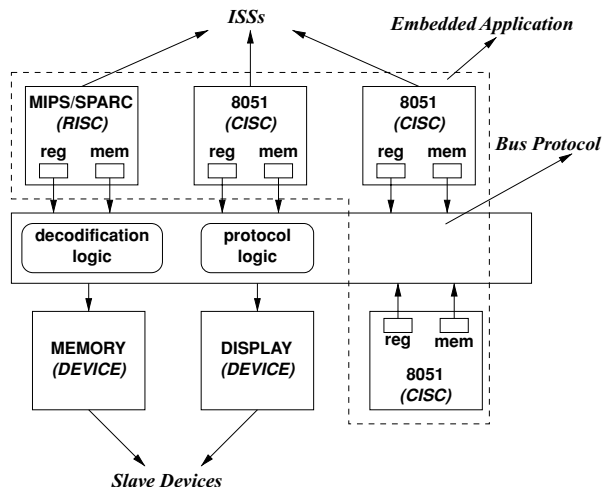 ISSs
Embedded Application
MIPS/SPARC
(RISC)
reg mem
8051
(CISC)
reg mem
8051
(CISC)
reg mem
Bus Protocol
decodification
logic
protocol
logic
MEMORY
(DEVICE)
DISPLAY
(DEVICE)
reg mem
8051
(CISC)
Slave Devices